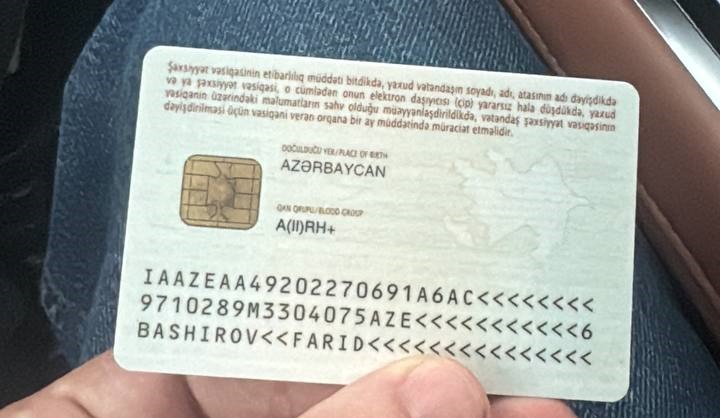 Şəxsiyyət vəsiqəsinin etibarlılıq müddəti bitdikdə, yaxud vətəndaşın soyadı, adı, atasının adı dəyişdikdə
və ya şəxsiyyət vəsiqəsi, o cümlədən onun elektron daşıyıcısı (çip) yararsız hala düşdükdə, yaxud
vəsiqənin üzərindəki məlumatların səhv olduğu müəyyənləşdirildikdə, vətəndaş şəxsiyyət vəsiqəsinin
dəyişdirilməsi üçün vəsiqəni verən orqana bir ay müddətində müraciət etməlidir.
DOĞULDUĞU YER/PLACE OF BIRTH
AZƏRBAYCAN
QAN QRUPU/BLOOD GROUP
A(II)RH+
IAAZEAA49202270691A6AC<<<<<<<<
9710289M3304075AZE<<<<<<<<<<<6
BASHIROV<<FARID<<<<<<<<<<<<<<<